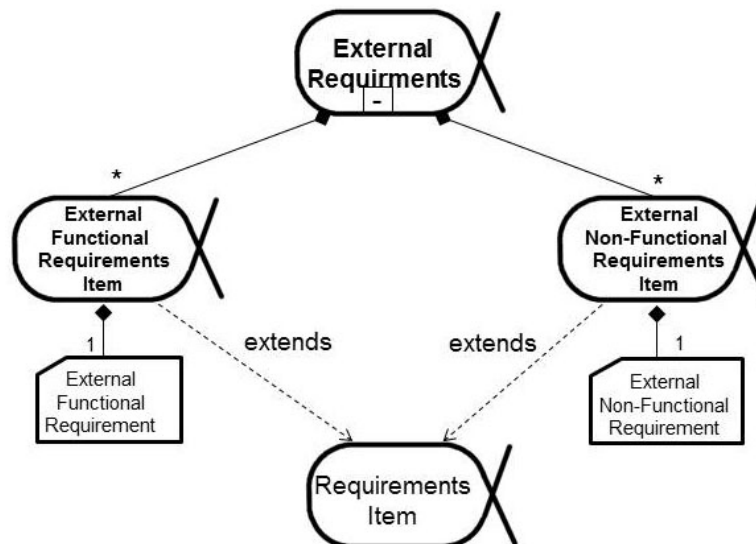 External
Requirments
-
*
*
External
Functional
Requirements
Item
External
Non-Functional
Requirements
Item
extends
extends
1
1
External
Functional
Requirement
External
Non-Functional
Requirement
Requirements
Item